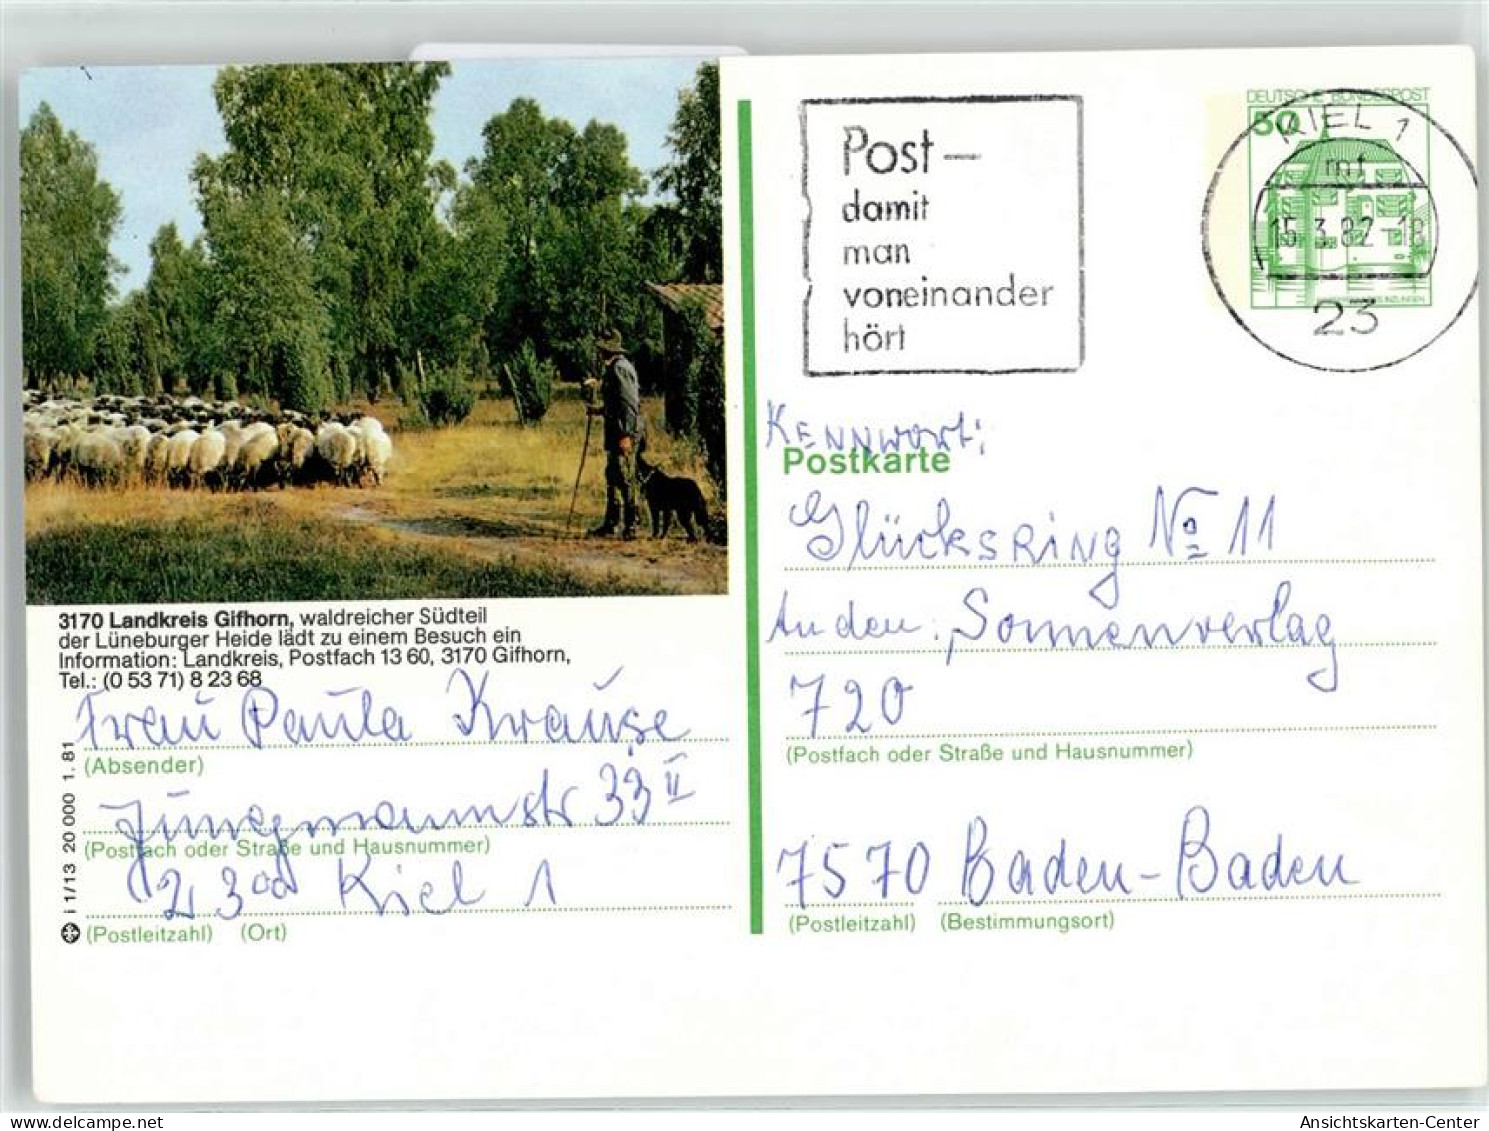 3170 Landkreis Gifhorn, waldreicher Südteil
der Lüneburger Heide lädt zu einem Besuch ein
Information: Landkreis, Postfach 13 60, 3170 Gifhorn,
Tel.: (0 53 71) 8 23 68
Frau Paula Krause
(Absender)
Jungmannstr 33 II
(Postfach oder Straße und Hausnummer)
2300 Kiel 1
(Postleitzahl) (Ort)
i 1/13 20 000 1. 81
Post –
damit
man
voneinander
hört
DEUTSCHE BUNDESPOST
50
KIEL 1
mf
15.3.82 18
23
Kennwort:
Postkarte
Glücksring No 11
An den: Sonnenverlag
720
(Postfach oder Straße und Hausnummer)
7570 Baden-Baden
(Postleitzahl) (Bestimmungsort)
Ansichtskarten-Center